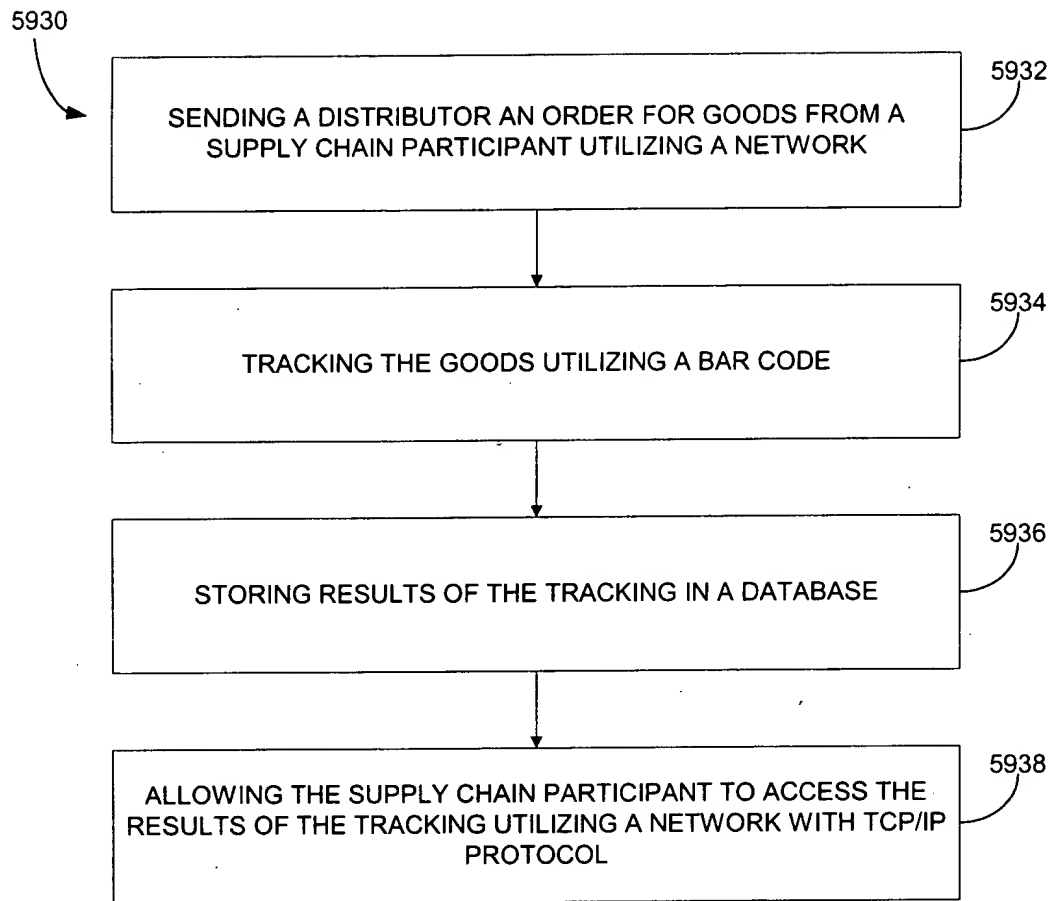 5930
5932
SENDING A DISTRIBUTOR AN ORDER FOR GOODS FROM A
SUPPLY CHAIN PARTICIPANT UTILIZING A NETWORK
5934
TRACKING THE GOODS UTILIZING A BAR CODE
5936
STORING RESULTS OF THE TRACKING IN A DATABASE
5938
ALLOWING THE SUPPLY CHAIN PARTICIPANT TO ACCESS THE
RESULTS OF THE TRACKING UTILIZING A NETWORK WITH TCP/IP
PROTOCOL